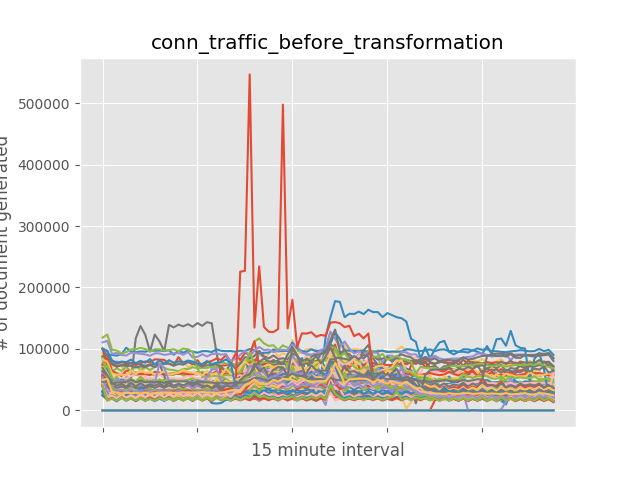 conn_traffic_before_transformation
# of document generated
500000
400000
300000
200000
100000
0
15 minute interval